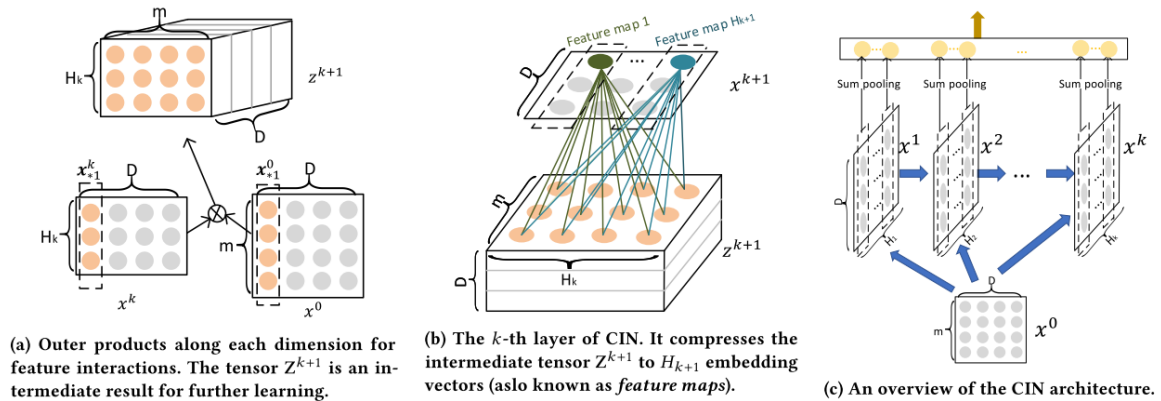 m
H_k
z^{k+1}
D
x^k_{*1}
D
x^0_{*1}
D
H_k
m
x^k
x^0
(a) Outer products along each dimension for
feature interactions. The tensor Z^{k+1} is an in-
termediate result for further learning.
Feature map 1
Feature map H_{k+1}
D
...
x^{k+1}
m
H_k
D
z^{k+1}
(b) The k-th layer of CIN. It compresses the
intermediate tensor Z^{k+1} to H_{k+1} embedding
vectors (aslo known as feature maps).
...
Sum pooling
Sum pooling
Sum pooling
x^1
x^2
x^k
...
D
H_1
H_2
H_k
D
m
x^0
(c) An overview of the CIN architecture.